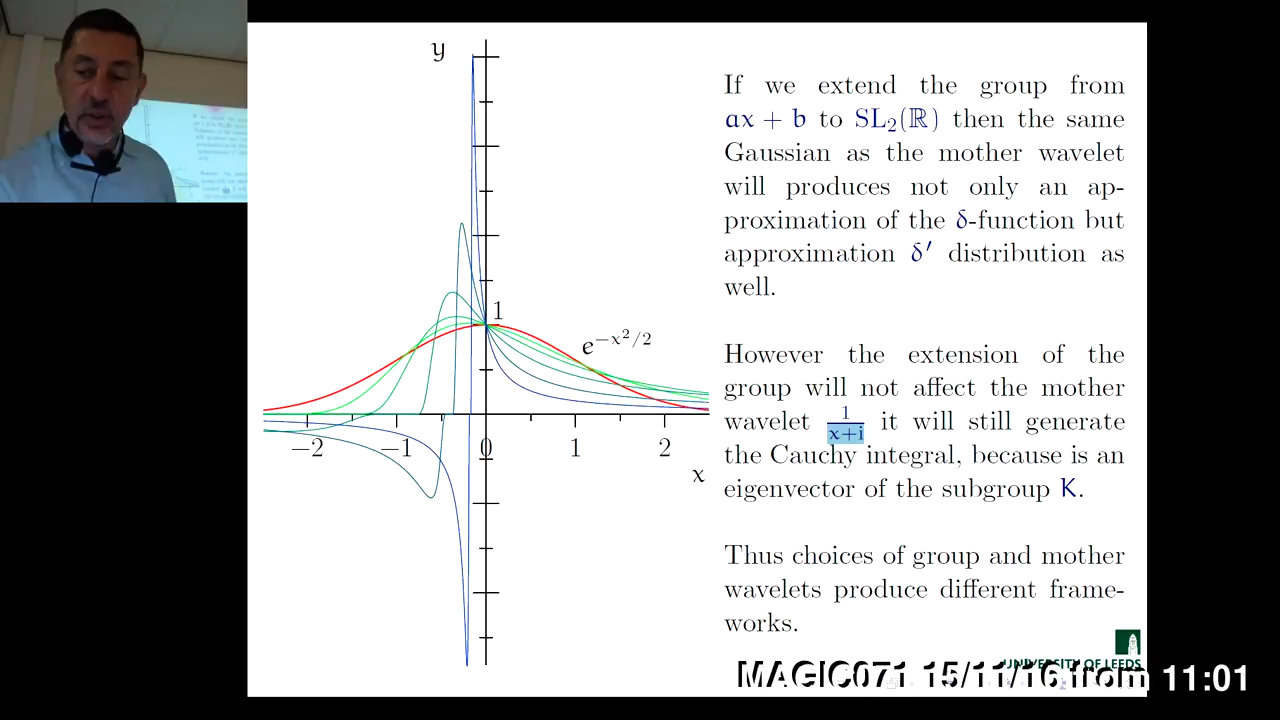 y
1
e^{-x^2/2}
−2 −1 0 1 2
x
If we extend the group from
ax + b to SL₂(ℝ) then the same
Gaussian as the mother wavelet
will produces not only an ap-
proximation of the δ-function but
approximation δ′ distribution as
well.
However the extension of the
group will not affect the mother
wavelet 1/(x+i) it will still generate
the Cauchy integral, because is an
eigenvector of the subgroup K.
Thus choices of group and mother
wavelets produce different frame-
works.
UNIVERSITY OF LEEDS
MAGIC071 15/11/16 from 11:01